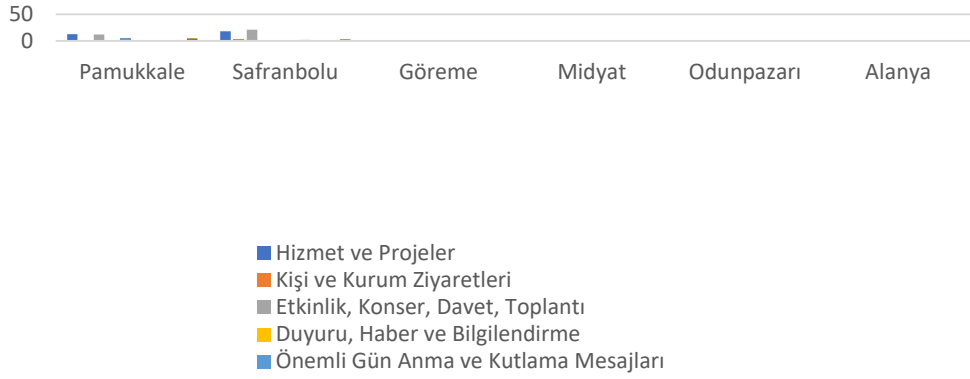 50
0
Pamukkale Safranbolu Göreme Midyat Odunpazarı Alanya
Hizmet ve Projeler
Kişi ve Kurum Ziyaretleri
Etkinlik, Konser, Davet, Toplantı
Duyuru, Haber ve Bilgilendirme
Önemli Gün Anma ve Kutlama Mesajları